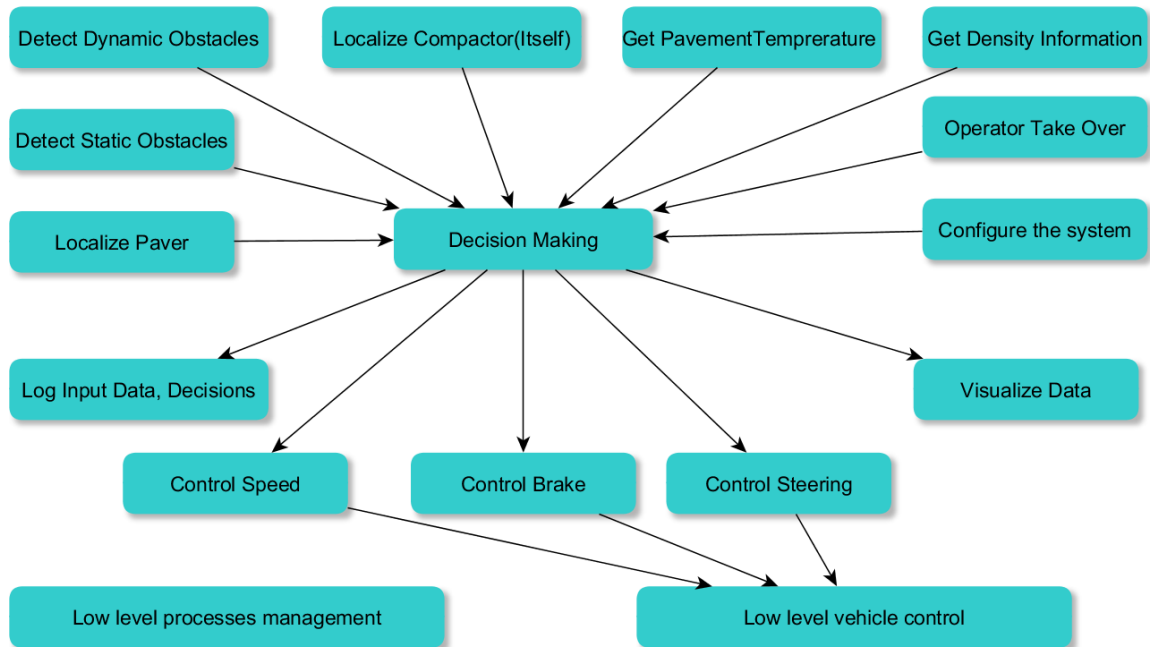 Detect Dynamic Obstacles
Localize Compactor(Itself)
Get PavementTemprerature
Get Density Information
Detect Static Obstacles
Operator Take Over
Localize Paver
Decision Making
Configure the system
Log Input Data, Decisions
Visualize Data
Control Speed
Control Brake
Control Steering
Low level processes management
Low level vehicle control